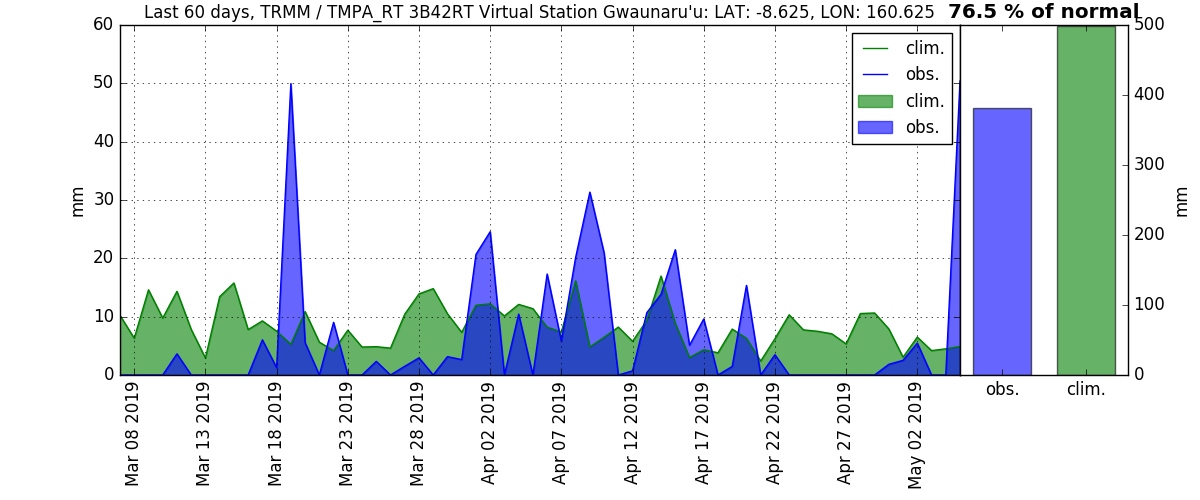 Last 60 days, TRMM / TMPA_RT 3B42RT Virtual Station Gwaunaru'u: LAT: -8.625, LON: 160.625 76.5 % of normal
clim.
obs.
clim.
obs.
mm
60
50
40
30
20
10
0
Mar 08 2019
Mar 13 2019
Mar 18 2019
Mar 23 2019
Mar 28 2019
Apr 02 2019
Apr 07 2019
Apr 12 2019
Apr 17 2019
Apr 22 2019
Apr 27 2019
May 02 2019
obs. clim.
500
400
300
200
100
0
mm